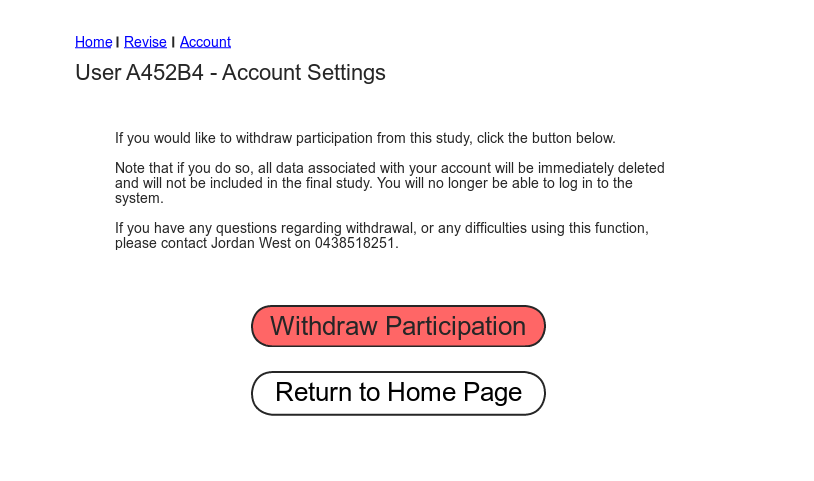 Home I Revise I Account
User A452B4 - Account Settings
If you would like to withdraw participation from this study, click the button below.
Note that if you do so, all data associated with your account will be immediately deleted
and will not be included in the final study. You will no longer be able to log in to the
system.
If you have any questions regarding withdrawal, or any difficulties using this function,
please contact Jordan West on 0438518251.
Withdraw Participation
Return to Home Page